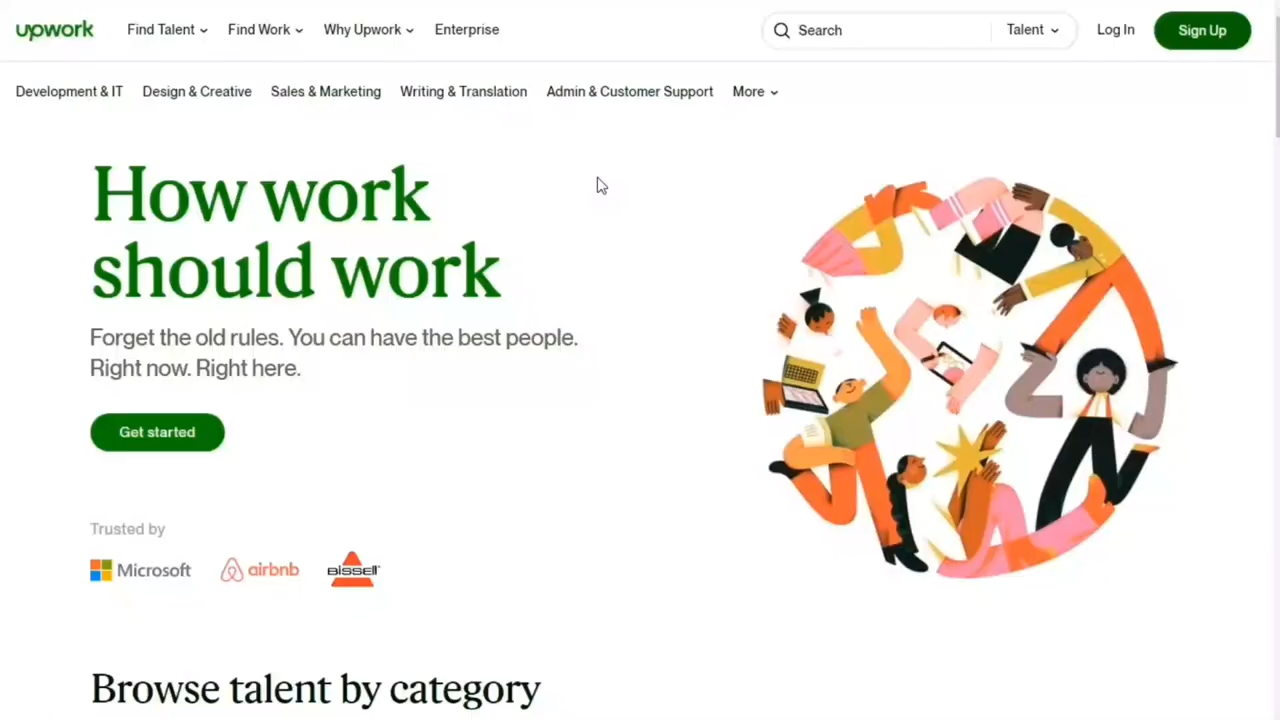 upwork Find Talent Find Work Why Upwork Enterprise Search Talent Log In Sign Up
Development & IT Design & Creative Sales & Marketing Writing & Translation Admin & Customer Support More
How work
should work
Forget the old rules. You can have the best people.
Right now. Right here.
Get started
Trusted by
Microsoft airbnb BISSELL
Browse talent by category